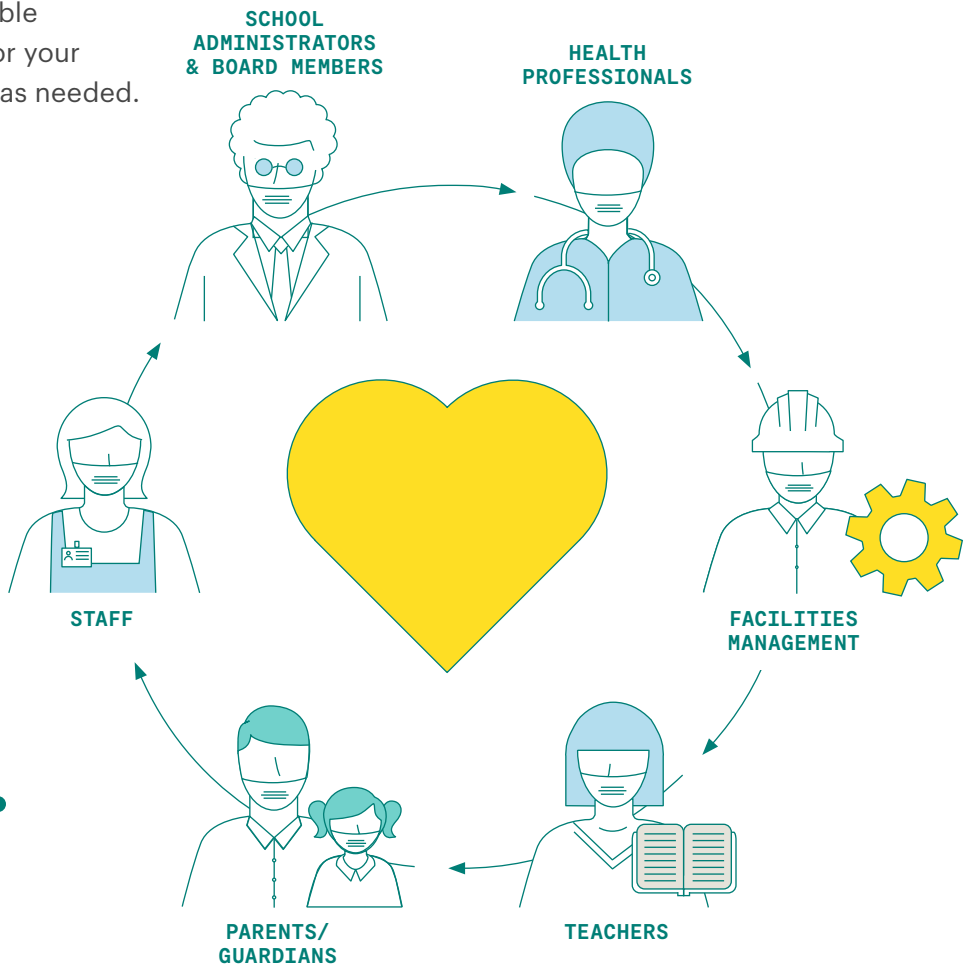 ble
or your
as needed.
SCHOOL
ADMINISTRATORS
& BOARD MEMBERS
HEALTH
PROFESSIONALS
STAFF
FACILITIES
MANAGEMENT
PARENTS/
GUARDIANS
TEACHERS